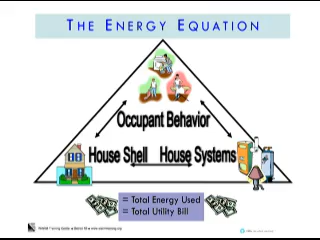 THE ENERGY EQUATION
Occupant Behavior
House Shell House Systems
= Total Energy Used
= Total Utility Bill